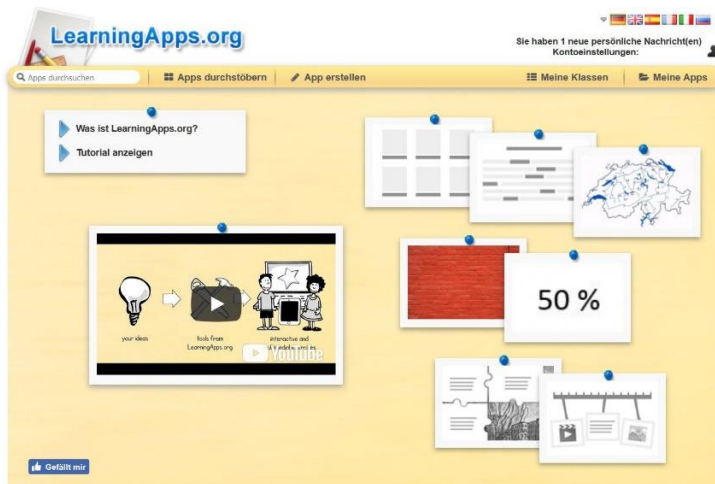 LearningApps.org
Sie haben 1 neue persönliche Nachricht(en)
Kontoeinstellungen:
Apps durchsuchen
Apps durchstöbern
App erstellen
Meine Klassen
Meine Apps
Was ist LearningApps.org?
Tutorial anzeigen
your ideas
tools from
LearningApps.org
interactive and
YouTube
50 %
Gefällt mir